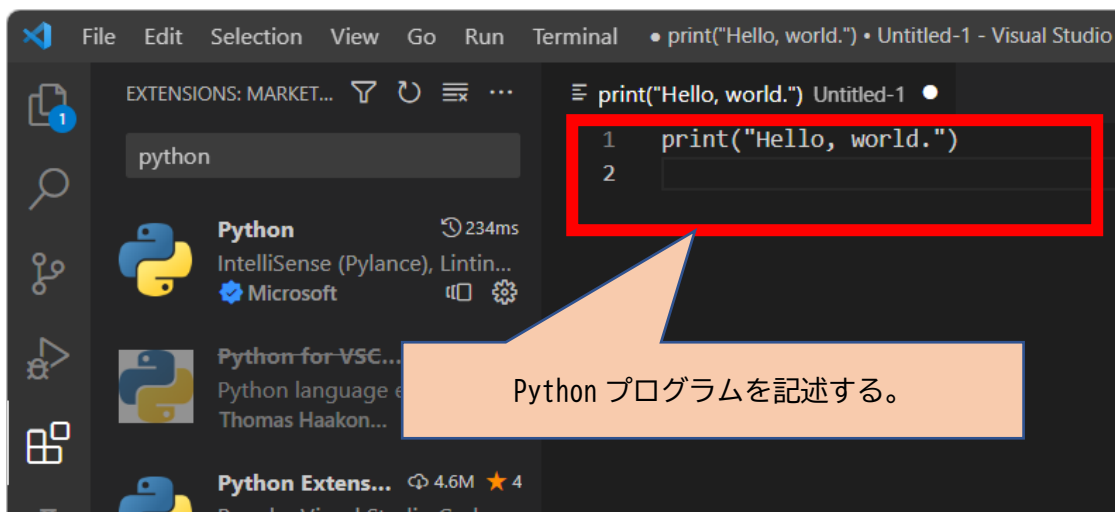 File Edit Selection View Go Run Terminal ● print("Hello, world.") • Untitled-1 - Visual Studio
EXTENSIONS: MARKET... ···
print("Hello, world.") Untitled-1 ●
1
python
1 print("Hello, world.")
2
Python 234ms
IntelliSense (Pylance), Lintin...
Microsoft
Python for VSC...
Python language
Thomas Haakon...
Python プログラムを記述する。
Python Extens... 4.6M ★ 4